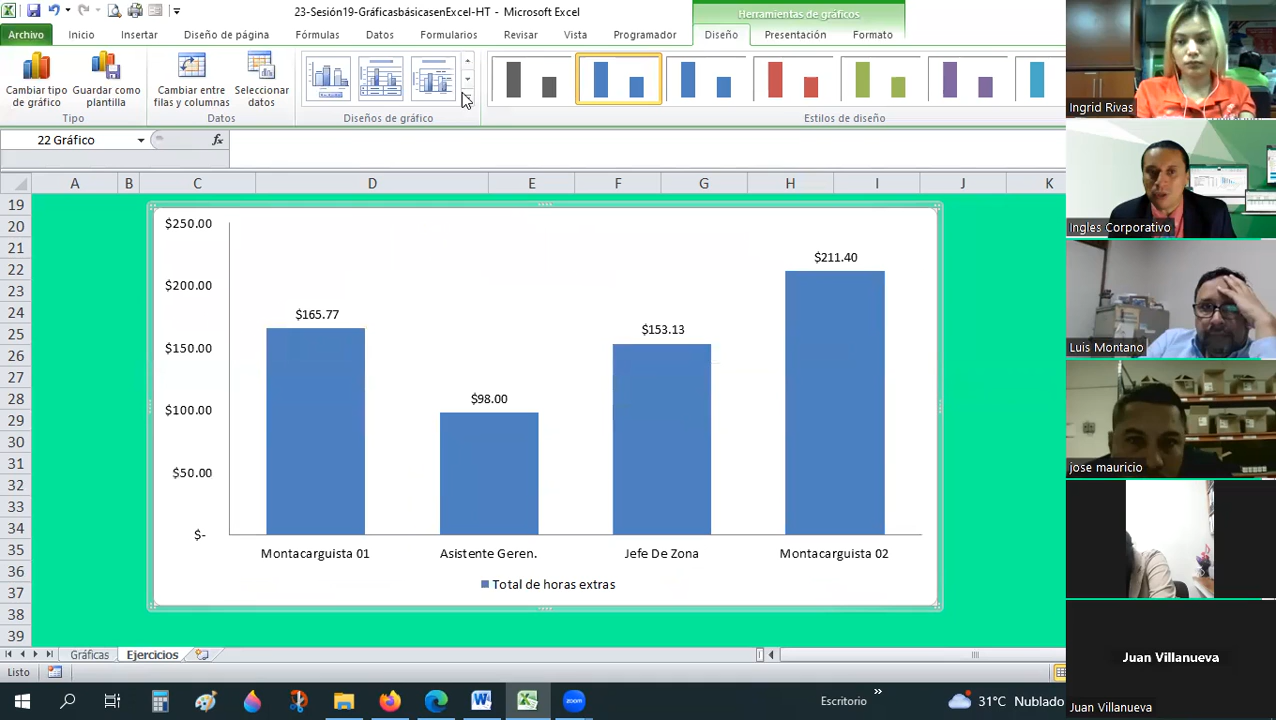 23-Sesión19-GráficasbásicasenExcel-HT - Microsoft Excel
Herramientas de gráficos
Archivo Inicio Insertar Diseño de página Fórmulas Datos Formularios Revisar Vista Programador Diseño Presentación Formato
Cambiar tipo de gráfico
Guardar como plantilla
Cambiar entre filas y columnas
Seleccionar datos
Tipo Datos Diseños de gráfico Estilos de diseño
22 Gráfico fx
A B C D E F G H I J K
19
20
21
22
23
24
25
26
27
28
29
30
31
32
33
34
35
36
37
38
39
$250.00
$200.00
$150.00
$100.00
$50.00
$-
$165.77
$98.00
$153.13
$211.40
Montacarguista 01 Asistente Geren. Jefe De Zona Montacarguista 02
Total de horas extras
Gráficas Ejercicios
Listo
Escritorio » 31°C Nublado
zoom
Ingrid Rivas
Ingles Corporativo
Luis Montano
jose mauricio
Juan Villanueva
Juan Villanueva